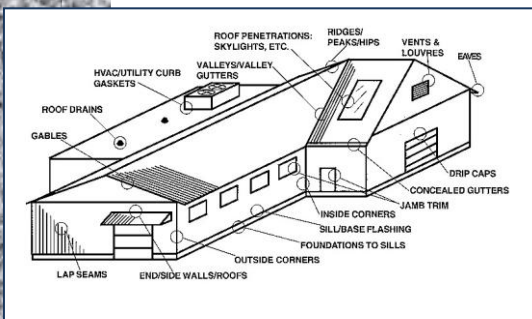 ROOF PENETRATIONS:
SKYLIGHTS, ETC.
RIDGES/
PEAKS/HIPS
VENTS &
LOUVRES
EAVES
VALLEYS/VALLEY
GUTTERS
HVAC/UTILITY CURB
GASKETS
ROOF DRAINS
GABLES
DRIP CAPS
CONCEALED GUTTERS
JAMB TRIM
INSIDE CORNERS
SILL/BASE FLASHING
FOUNDATIONS TO SILLS
OUTSIDE CORNERS
END/SIDE WALLS/ROOFS
LAP SEAMS